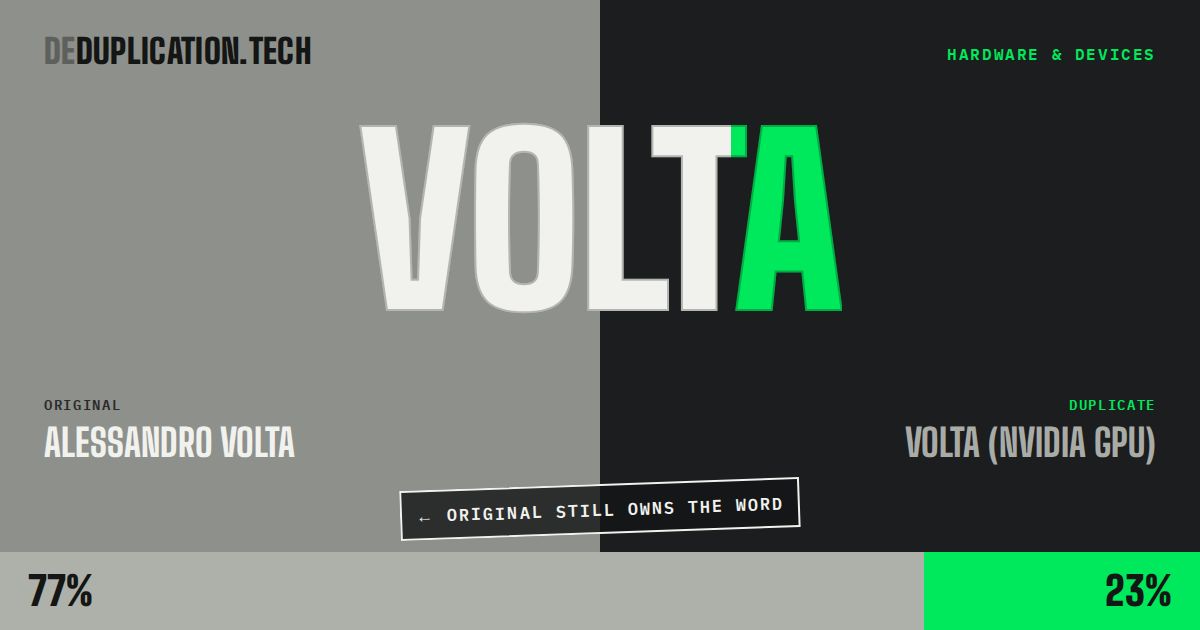 DEDUPLICATION.TECH
HARDWARE & DEVICES
VOLTA
ORIGINAL
ALESSANDRO VOLTA
DUPLICATE
VOLTA (NVIDIA GPU)
← ORIGINAL STILL OWNS THE WORD
77%
23%